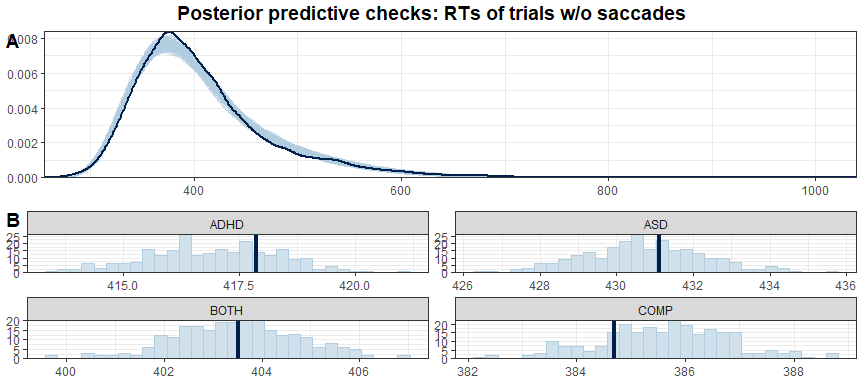 Posterior predictive checks: RTs of trials w/o saccades
A
0.008
0.006
0.004
0.002
0.000
400 600 800 1000
B
ADHD ASD
25
20
15
10
5
0
415.0 417.5 420.0
25
20
15
10
5
0
426 428 430 432 434 436
BOTH COMP
20
15
10
5
0
400 402 404 406
20
15
10
5
0
382 384 386 388